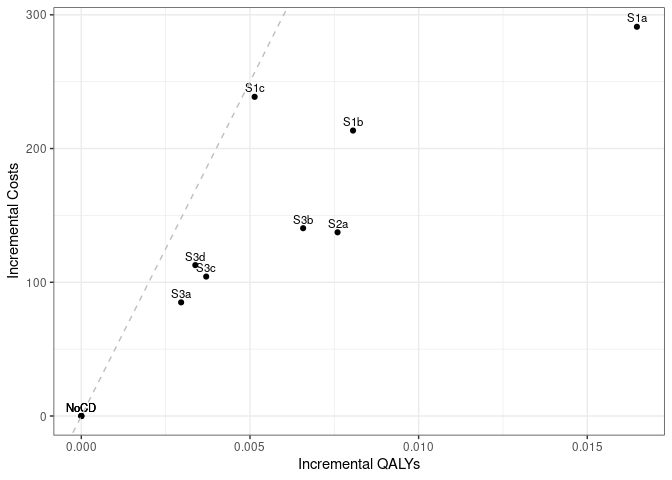 300
200
100
0
Incremental Costs
S1a
S1c
S1b
S3b
S2a
S3d
S3c
S3a
NoCD
0.000
0.005
0.010
0.015
Incremental QALYs